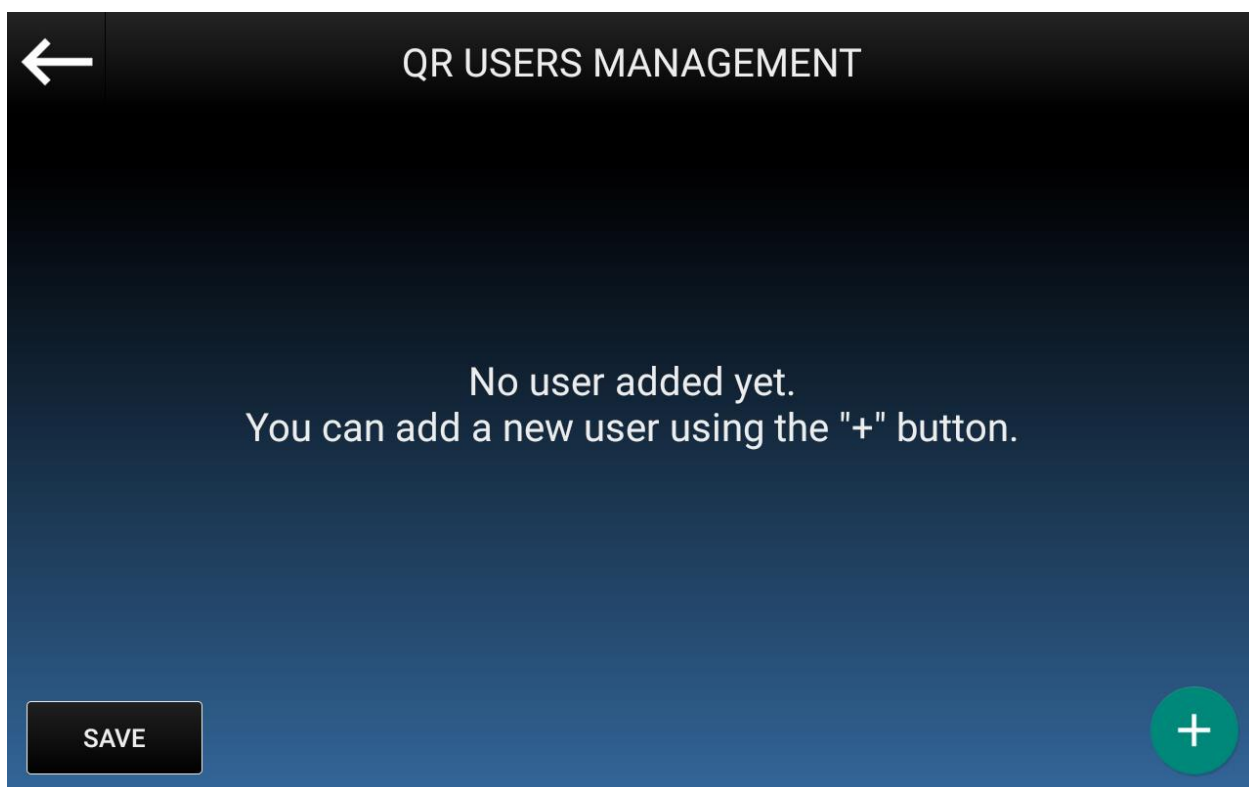 QR USERS MANAGEMENT
No user added yet.
You can add a new user using the "+" button.
SAVE
+